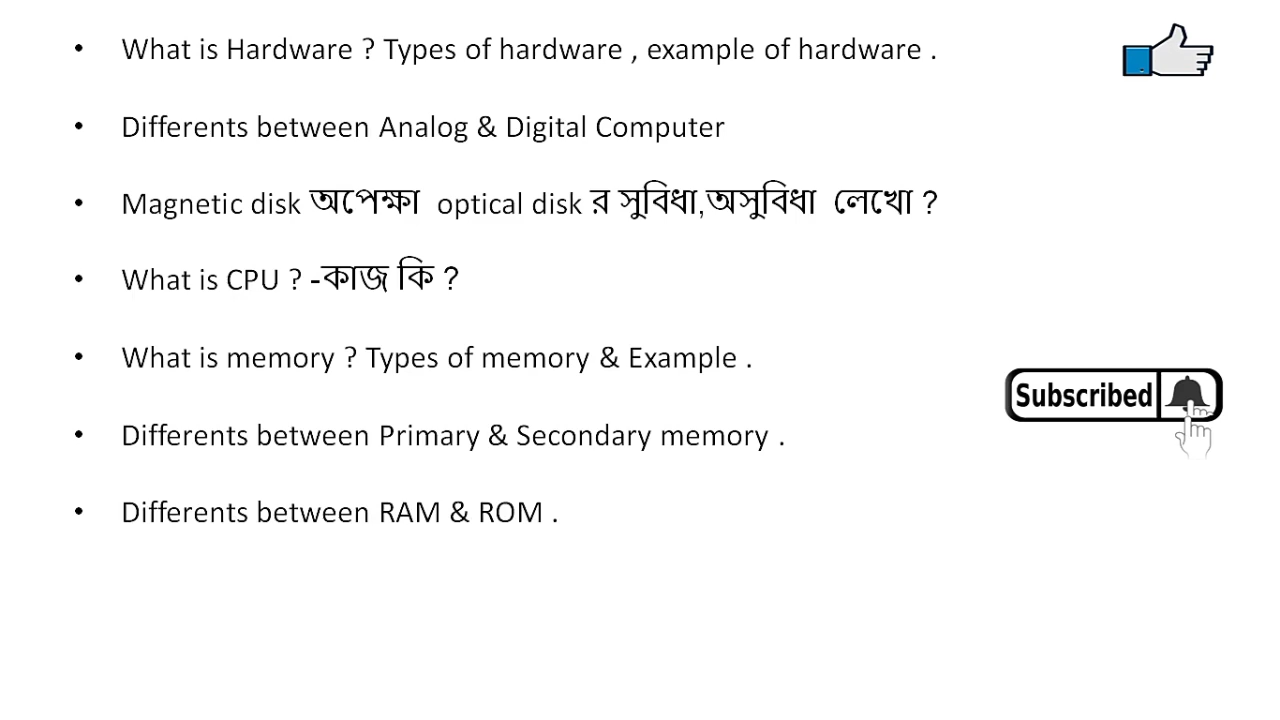 • What is Hardware ? Types of hardware , example of hardware .
• Differents between Analog & Digital Computer
• Magnetic disk অপেক্ষা optical disk র সুবিধা,অসুবিধা লেখো ?
• What is CPU ? -কাজ কি ?
• What is memory ? Types of memory & Example .
Subscribed
• Differents between Primary & Secondary memory .
• Differents between RAM & ROM .